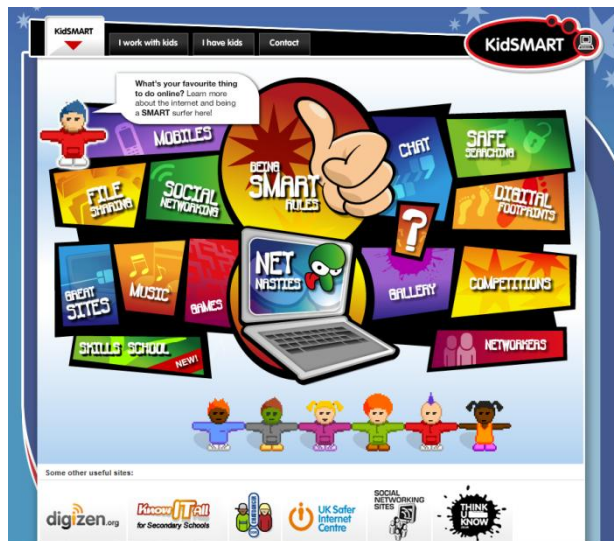 KidSMART
I work with kids
I have kids
Contact
KidSMART
What's your favourite thing
to do online? Learn more
about the internet and being
a SMART surfer here!
MOBILES
BEING
SMART
RULES
CHAT
SAFE
SEARCHING
FILE
SHARING
SOCIAL
NETWORKING
?
DIGITAL
FOOTPRINTS
GREAT
SITES
MUSIC
GAMES
NET
NASTIES
GALLERY
COMPETITIONS
SKILLS SCHOOL
NEW!
NETWORKERS
Some other useful sites:
digizen.org
Know IT All
for Secondary Schools
UK Safer
Internet
Centre
SOCIAL
NETWORKING
SITES
THINK
U
KNOW